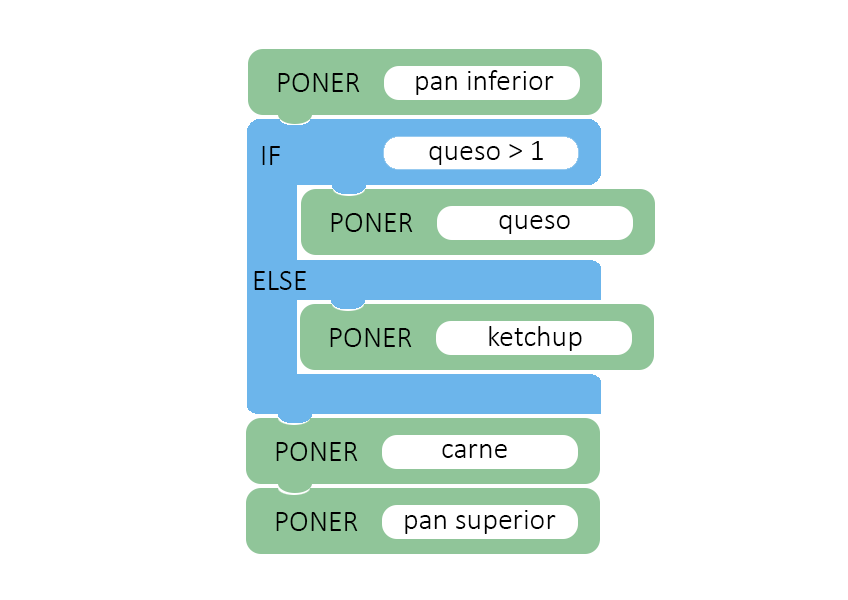 PONER pan inferior
IF queso > 1
PONER queso
ELSE
PONER ketchup
PONER carne
PONER pan superior